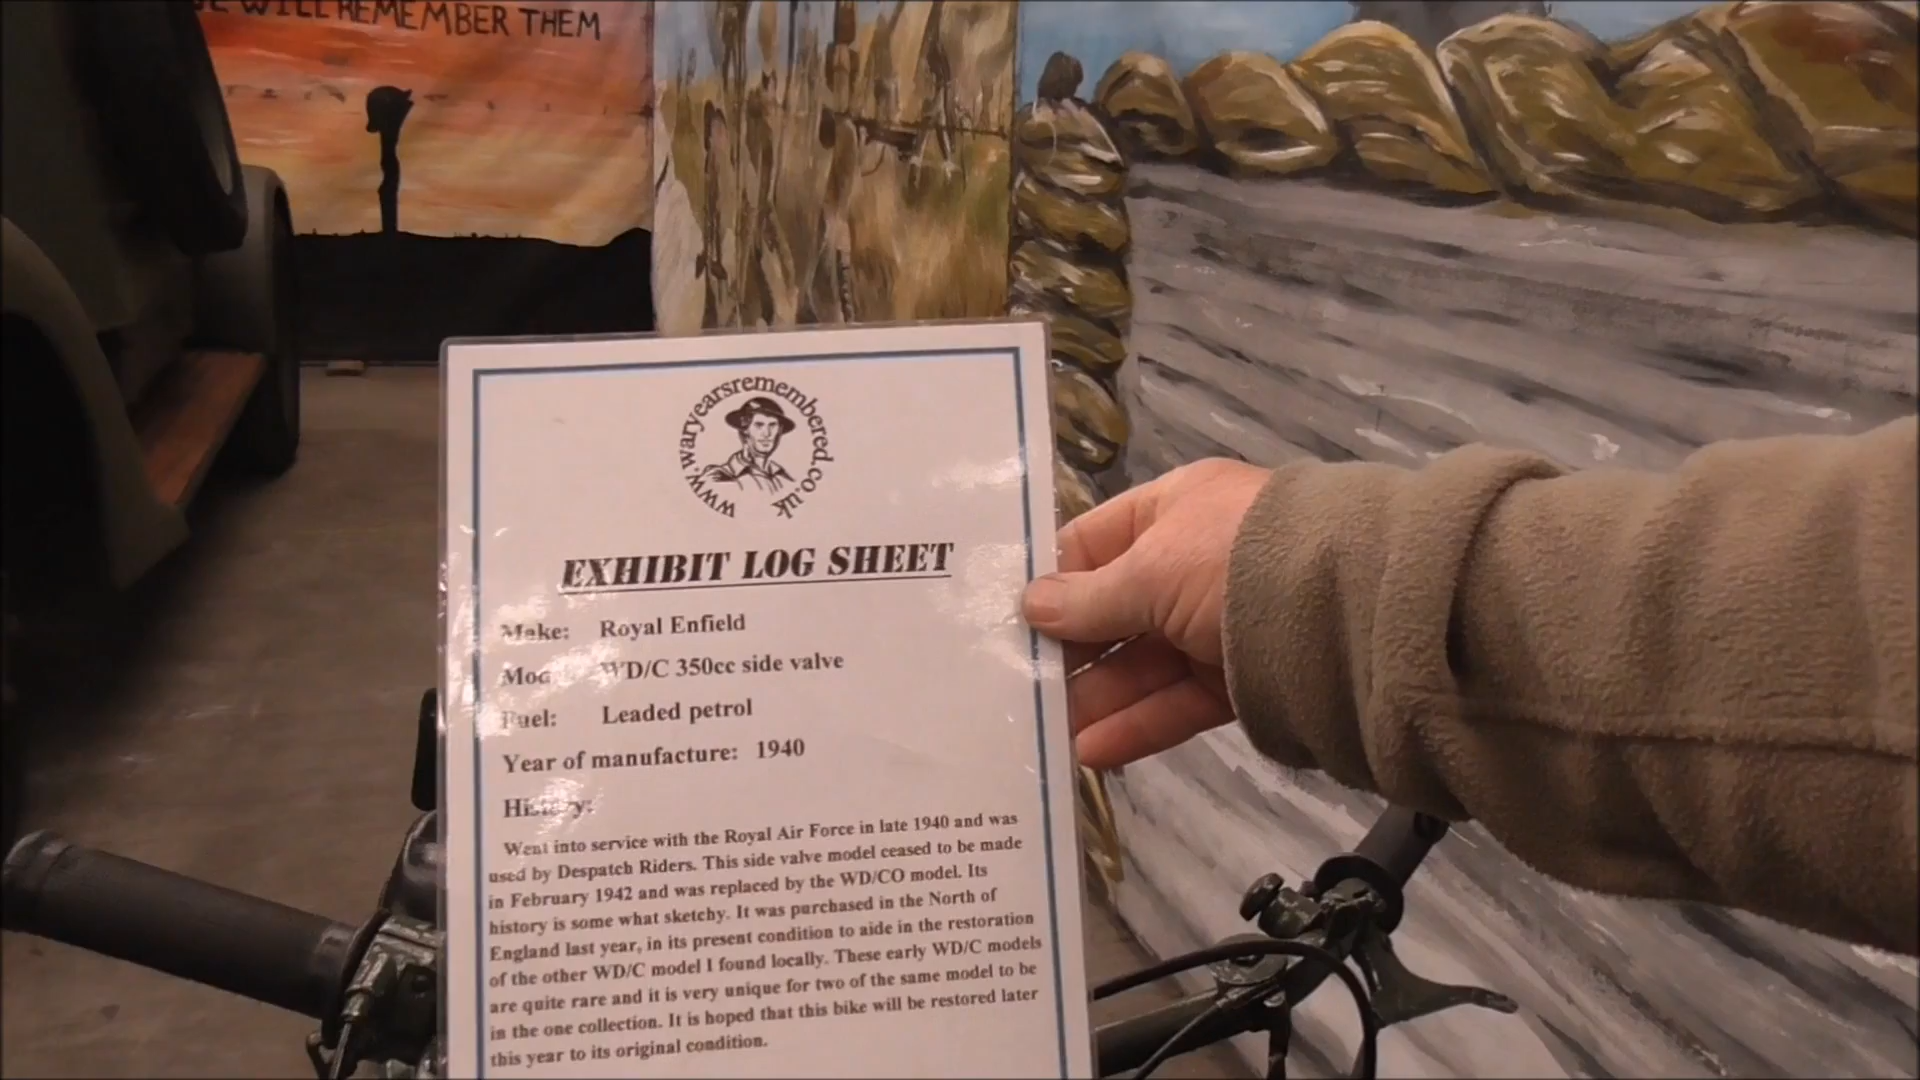 WE WILL REMEMBER THEM
www.waryearsremembered.co.uk
EXHIBIT LOG SHEET
Make: Royal Enfield
Model: WD/C 350cc side valve
Fuel: Leaded petrol
Year of manufacture: 1940
History:
Went into service with the Royal Air Force in late 1940 and was
used by Despatch Riders. This side valve model ceased to be made
in February 1942 and was replaced by the WD/CO model. Its
history is some what sketchy. It was purchased in the North of
England last year, in its present condition to aide in the restoration
of the other WD/C model I found locally. These early WD/C models
are quite rare and it is very unique for two of the same model to be
in the one collection. It is hoped that this bike will be restored later
this year to its original condition.